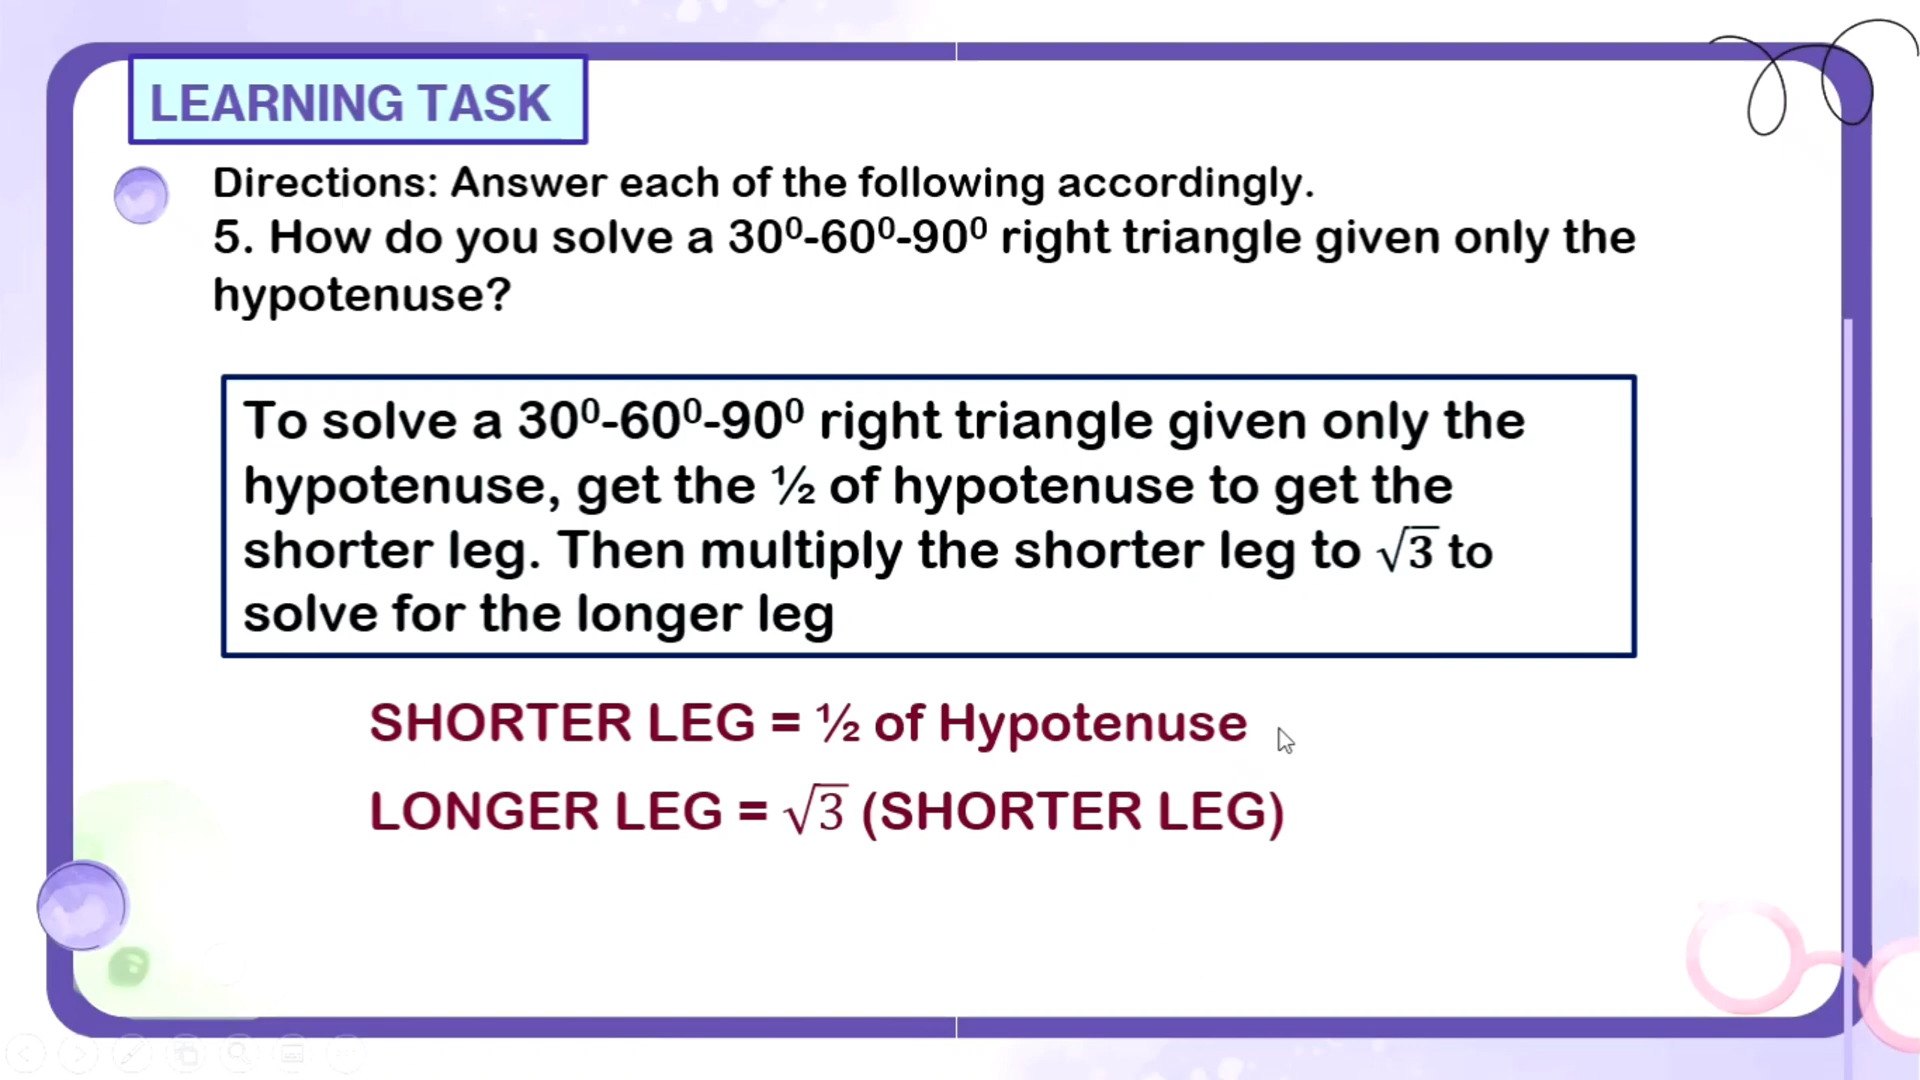 LEARNING TASK
Directions: Answer each of the following accordingly.
5. How do you solve a 30⁰-60⁰-90⁰ right triangle given only the
hypotenuse?
To solve a 30⁰-60⁰-90⁰ right triangle given only the
hypotenuse, get the ½ of hypotenuse to get the
shorter leg. Then multiply the shorter leg to √3 to
solve for the longer leg
SHORTER LEG = ½ of Hypotenuse
LONGER LEG = √3 (SHORTER LEG)